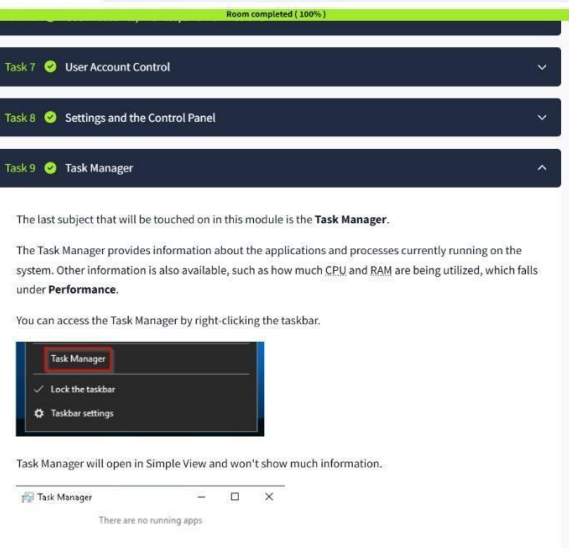 Room completed ( 100% )
Task 7 User Account Control
Task 8 Settings and the Control Panel
Task 9 Task Manager
The last subject that will be touched on in this module is the Task Manager.
The Task Manager provides information about the applications and processes currently running on the
system. Other information is also available, such as how much CPU and RAM are being utilized, which falls
under Performance.
You can access the Task Manager by right-clicking the taskbar.
Task Manager
Lock the taskbar
Taskbar settings
Task Manager will open in Simple View and won't show much information.
Task Manager
There are no running apps